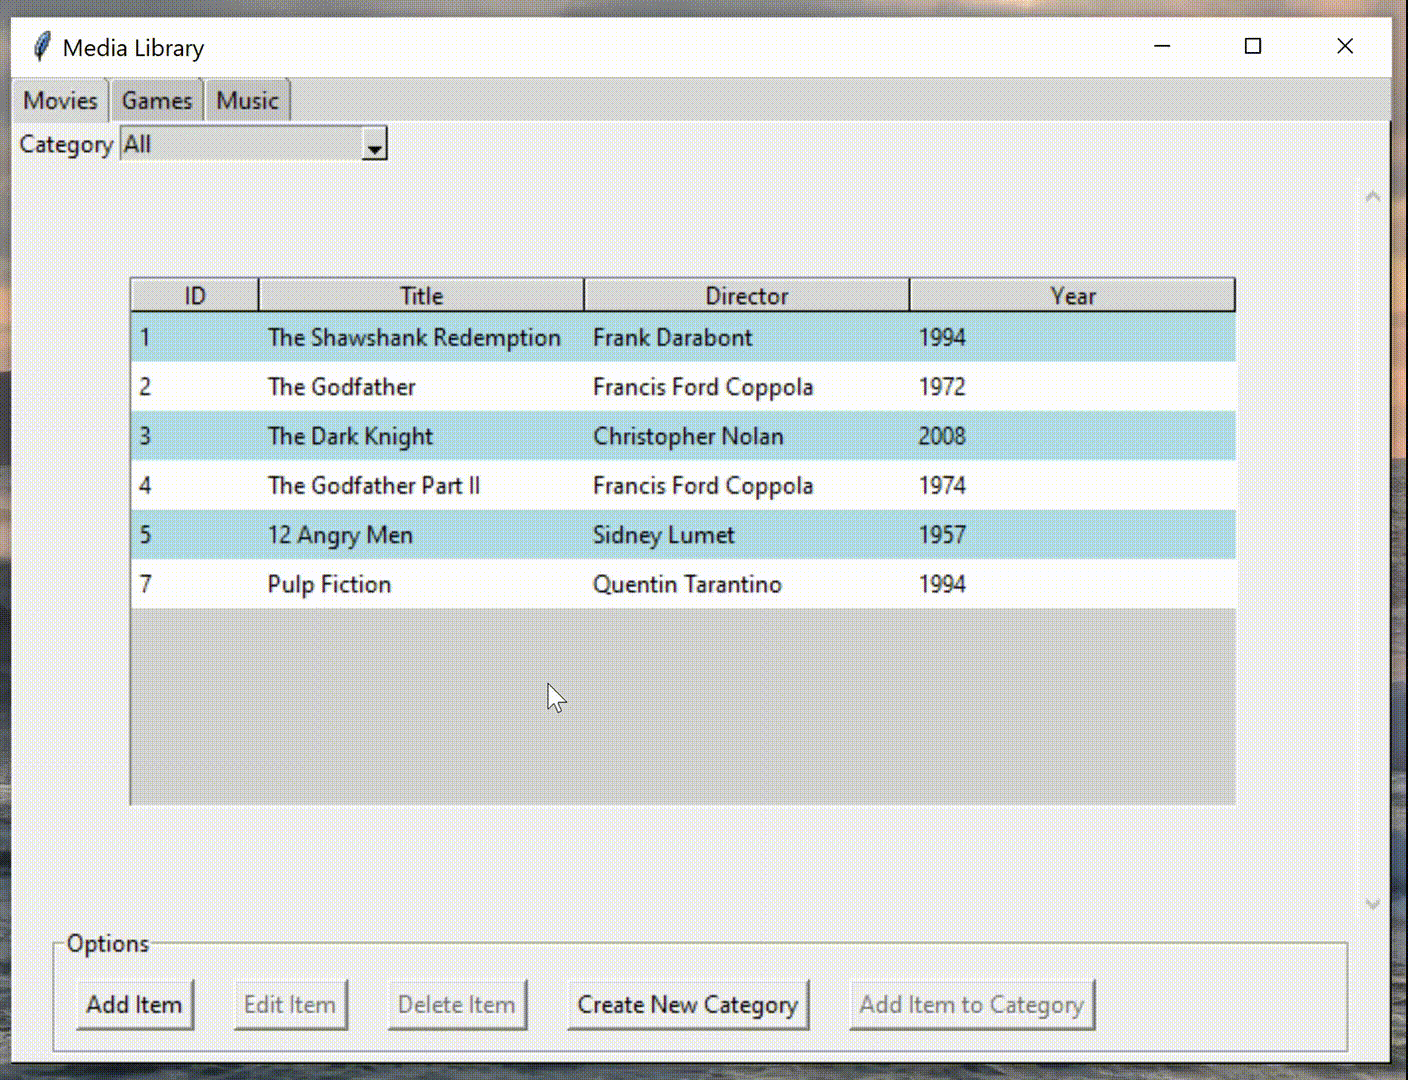 Media Library
Movies Games Music
Category All
ID Title Director Year
1 The Shawshank Redemption Frank Darabont 1994
2 The Godfather Francis Ford Coppola 1972
3 The Dark Knight Christopher Nolan 2008
4 The Godfather Part II Francis Ford Coppola 1974
5 12 Angry Men Sidney Lumet 1957
7 Pulp Fiction Quentin Tarantino 1994
Options
Add Item Edit Item Delete Item Create New Category Add Item to Category